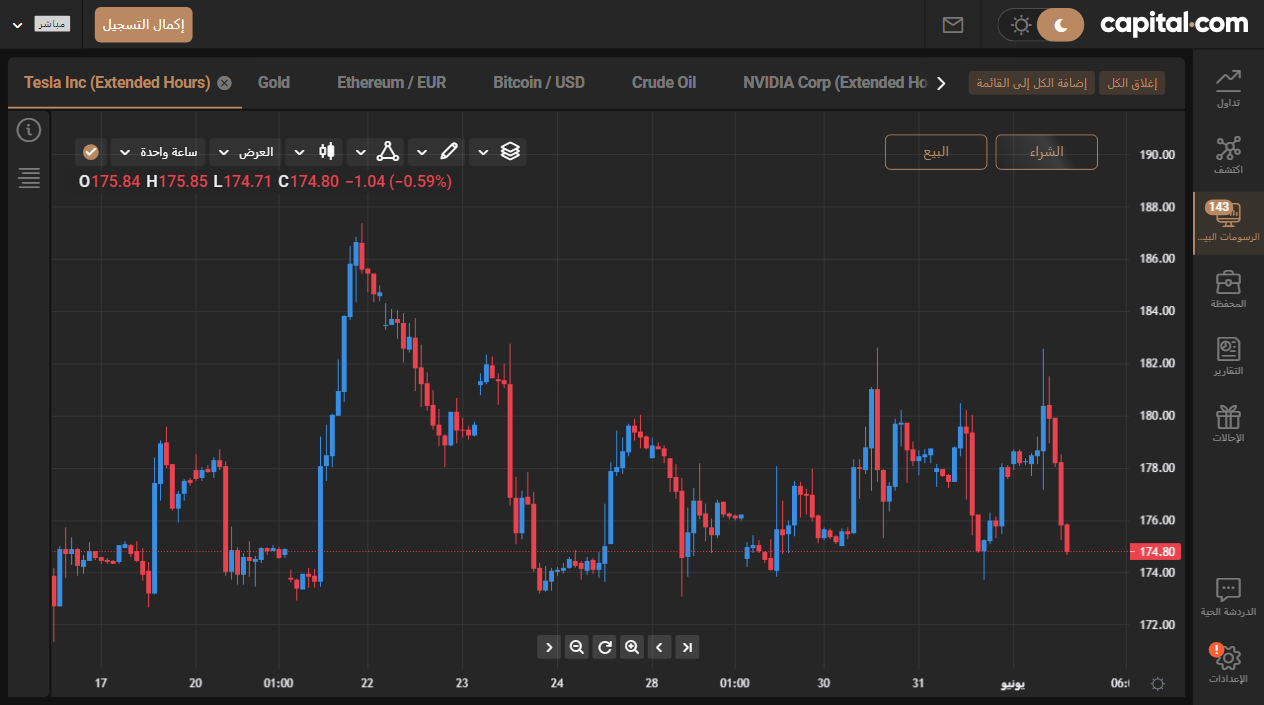 مباشر
إكمال التسجيل
capital.com
Tesla Inc (Extended Hours)
Gold
Ethereum / EUR
Bitcoin / USD
Crude Oil
NVIDIA Corp (Extended Ho
إضافة الكل إلى القائمة
إغلاق الكل
ساعة واحدة
العرض
البيع
الشراء
O175.84 H175.85 L174.71 C174.80 −1.04 (−0.59%)
190.00
188.00
186.00
184.00
182.00
180.00
178.00
176.00
174.80
174.00
172.00
17
20
01:00
22
23
24
28
01:00
30
31
يونيو
06:(
تداول
اكتشف
143
الرسومات البيـ...
المحفظة
التقارير
الإحالات
الدردشة الحية
!
الإعدادات